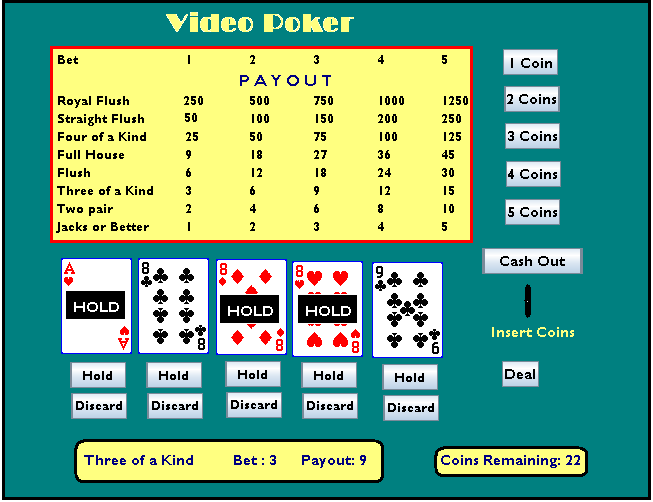 Video Poker
Bet 1 2 3 4 5
PAYOUT
Royal Flush 250 500 750 1000 1250
Straight Flush 50 100 150 200 250
Four of a Kind 25 50 75 100 125
Full House 9 18 27 36 45
Flush 6 12 18 24 30
Three of a Kind 3 6 9 12 15
Two pair 2 4 6 8 10
Jacks or Better 1 2 3 4 5
1 Coin
2 Coins
3 Coins
4 Coins
5 Coins
Cash Out
Insert Coins
Deal
A 8 8 8 9
HOLD HOLD HOLD
A 8 8 8 9
Hold Hold Hold Hold Hold
Discard Discard Discard Discard Discard
Three of a Kind Bet : 3 Payout: 9
Coins Remaining: 22